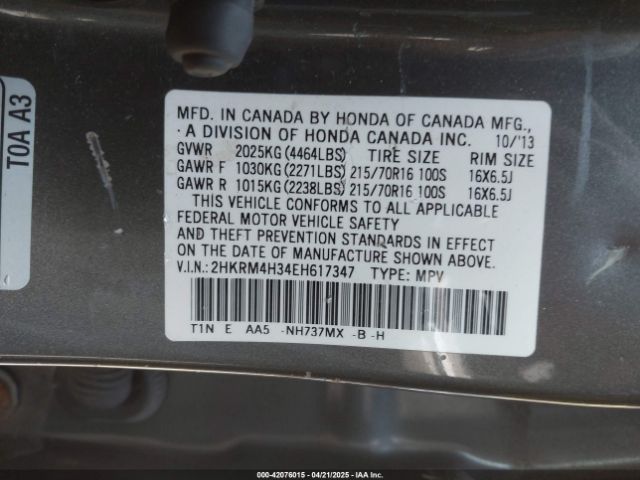 T0A A3
MFD. IN CANADA BY HONDA OF CANADA MFG.,
A DIVISION OF HONDA CANADA INC. 10/'13
GVWR 2025KG(4464LBS) TIRE SIZE RIM SIZE
GAWR F 1030KG(2271LBS) 215/70R16 100S 16X6.5J
GAWR R 1015KG(2238LBS) 215/70R16 100S 16X6.5J
THIS VEHICLE CONFORMS TO ALL APPLICABLE
FEDERAL MOTOR VEHICLE SAFETY
AND THEFT PREVENTION STANDARDS IN EFFECT
ON THE DATE OF MANUFACTURE SHOWN ABOVE.
V.I.N.: 2HKRM4H34EH617347 TYPE: MPV
T1N E AA5 -NH737MX -B -H
000-42076015 - 04/21/2025 - IAA Inc.